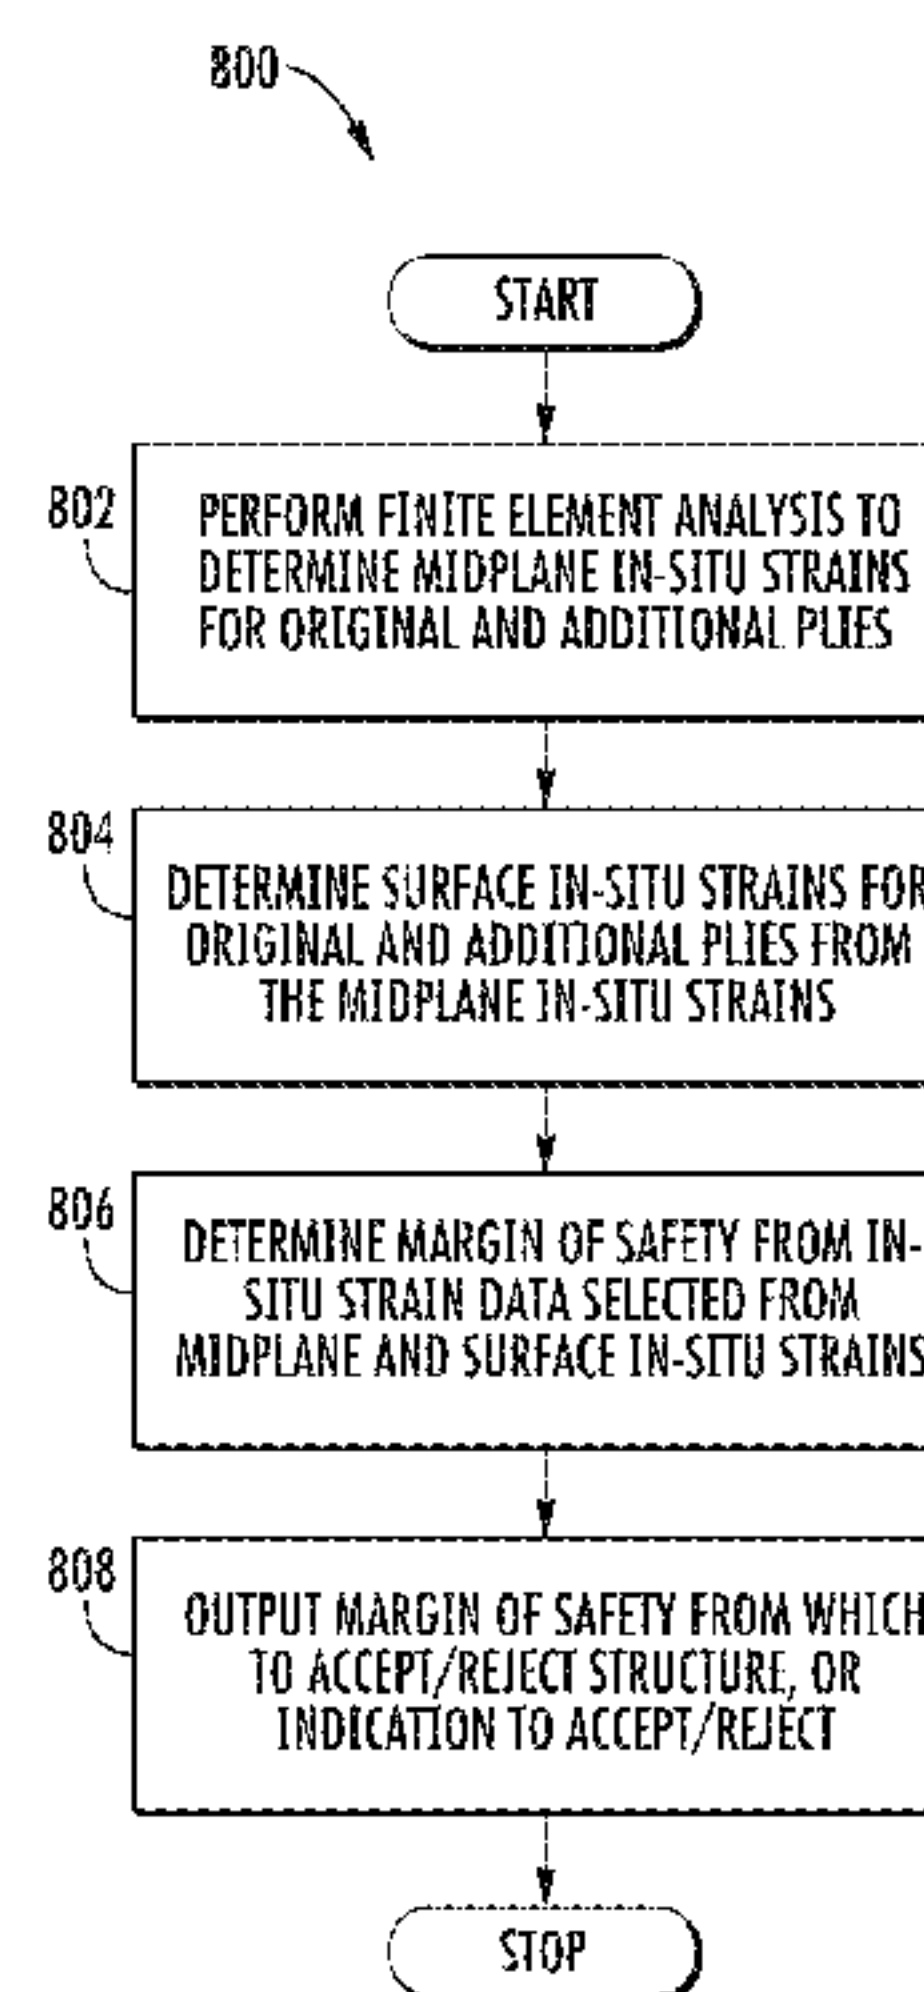 800
START
802
PERFORM FINITE ELEMENT ANALYSIS TO
DETERMINE MIDPLANE IN-SITU STRAINS
FOR ORIGINAL AND ADDITIONAL PLIES
804
DETERMINE SURFACE IN-SITU STRAINS FOR
ORIGINAL AND ADDITIONAL PLIES FROM
THE MIDPLANE IN-SITU STRAINS
806
DETERMINE MARGIN OF SAFETY FROM IN-
SITU STRAIN DATA SELECTED FROM
MIDPLANE AND SURFACE IN-SITU STRAINS
808
OUTPUT MARGIN OF SAFETY FROM WHICH
TO ACCEPT/REJECT STRUCTURE, OR
INDICATION TO ACCEPT/REJECT
STOP